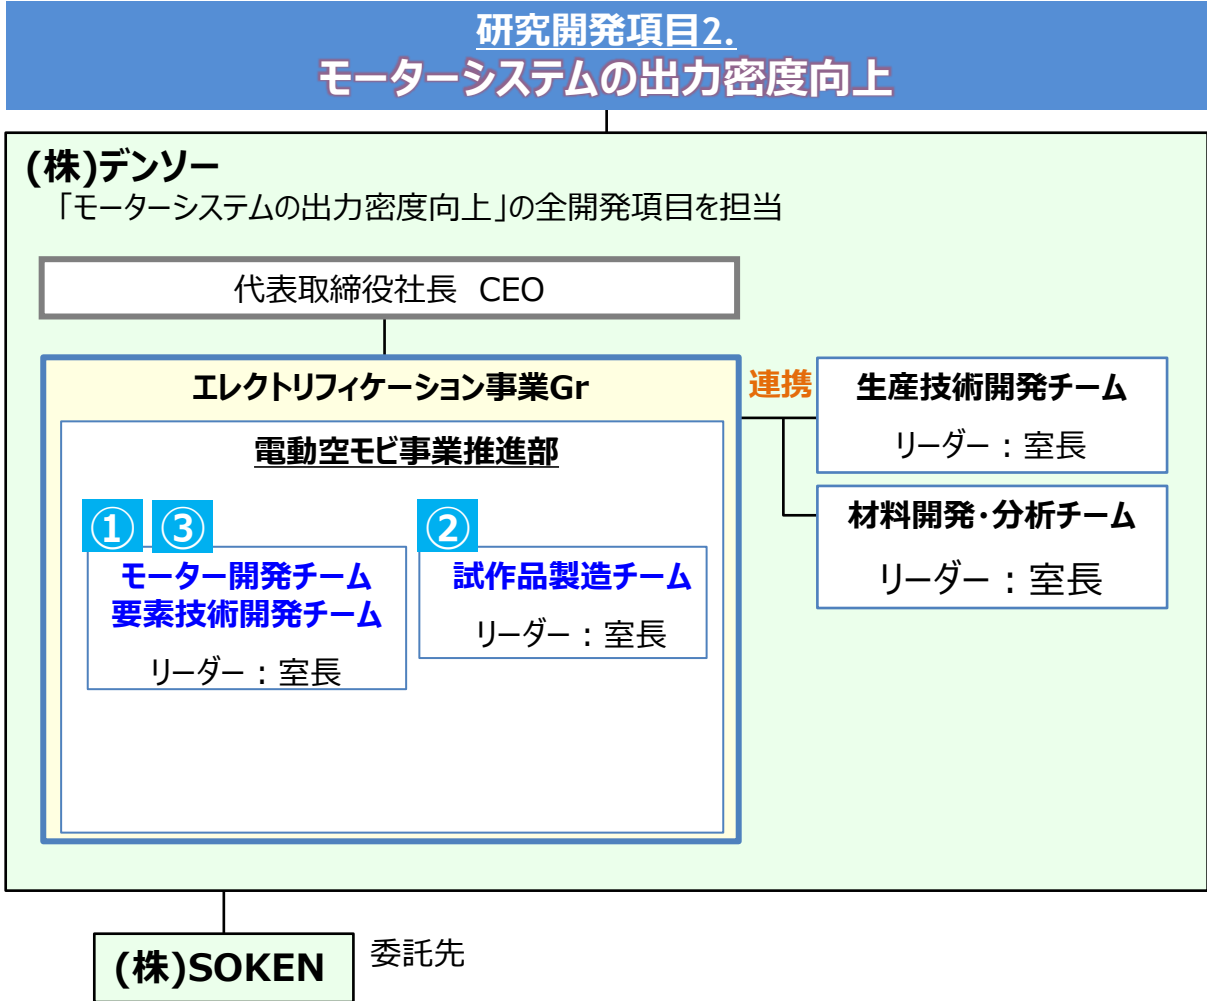 研究開発項目2.
モーターシステムの出力密度向上
(株)デンソー
「モーターシステムの出力密度向上」の全開発項目を担当
代表取締役社長 CEO
エレクトリフィケーション事業Gr
電動空モビ事業推進部
① ③
モーター開発チーム
要素技術開発チーム
リーダー：室長
②
試作品製造チーム
リーダー：室長
連携
生産技術開発チーム
リーダー：室長
材料開発・分析チーム
リーダー：室長
(株)SOKEN
委託先